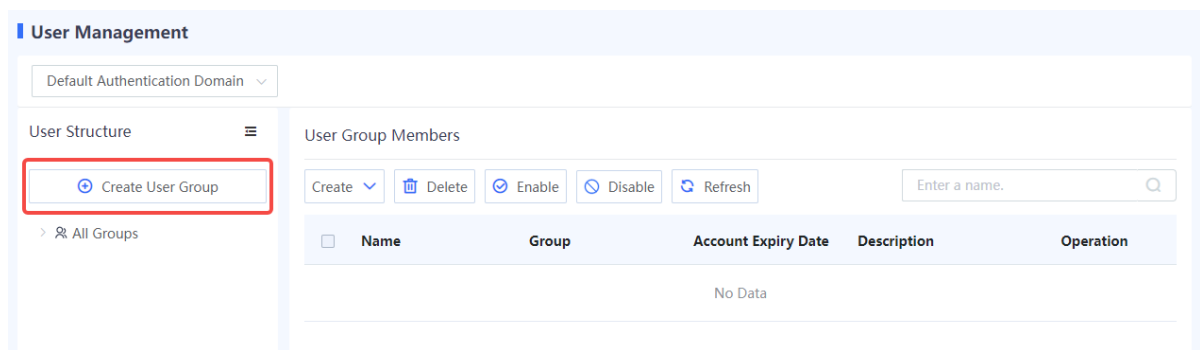 User Management
Default Authentication Domain
User Structure
User Group Members
Create User Group
Create Delete Enable Disable Refresh Enter a name.
All Groups
Name Group Account Expiry Date Description Operation
No Data